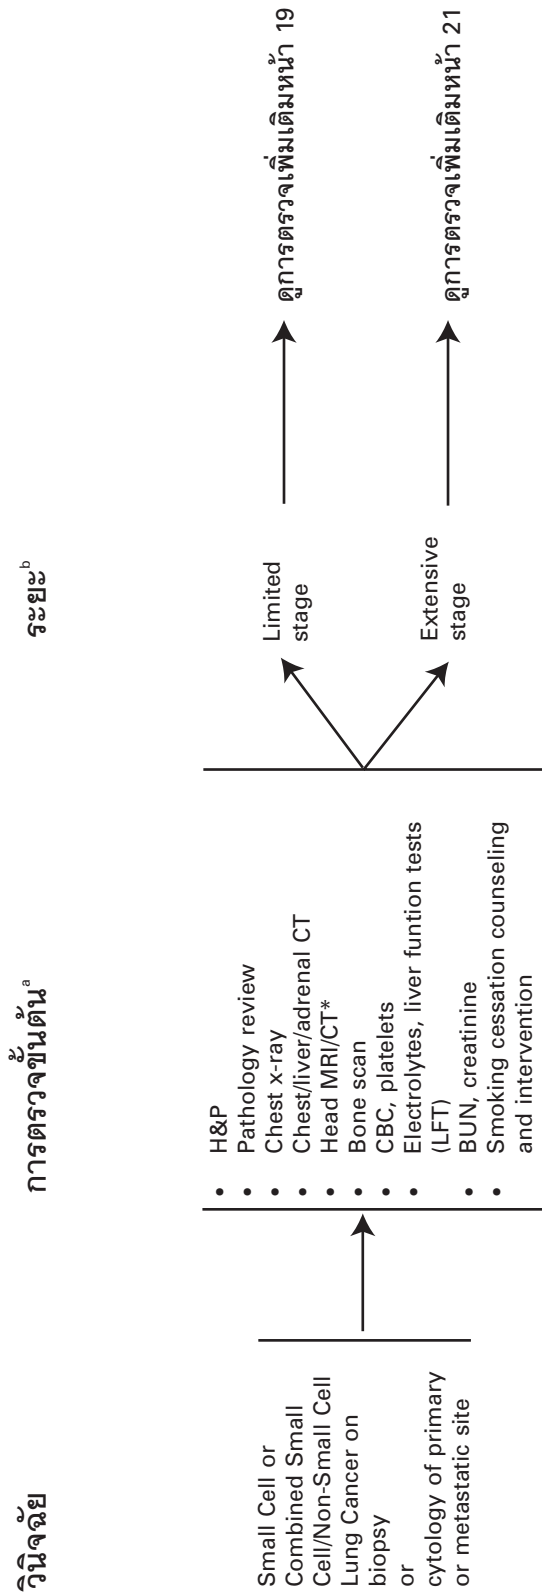 วินิจฉัย
การตรวจขั้นต้นᵃ
ระยะᵇ
Small Cell or
Combined Small
Cell/Non-Small Cell
Lung Cancer on
biopsy
or
cytology of primary
or metastatic site
• H&P
• Pathology review
• Chest x-ray
• Chest/liver/adrenal CT
• Head MRI/CT*
• Bone scan
• CBC, platelets
• Electrolytes, liver funtion tests
(LFT)
• BUN, creatinine
• Smoking cessation counseling
and intervention
Limited
stage
ดูการตรวจเพิ่มเติมหน้า 19
Extensive
stage
ดูการตรวจเพิ่มเติมหน้า 21